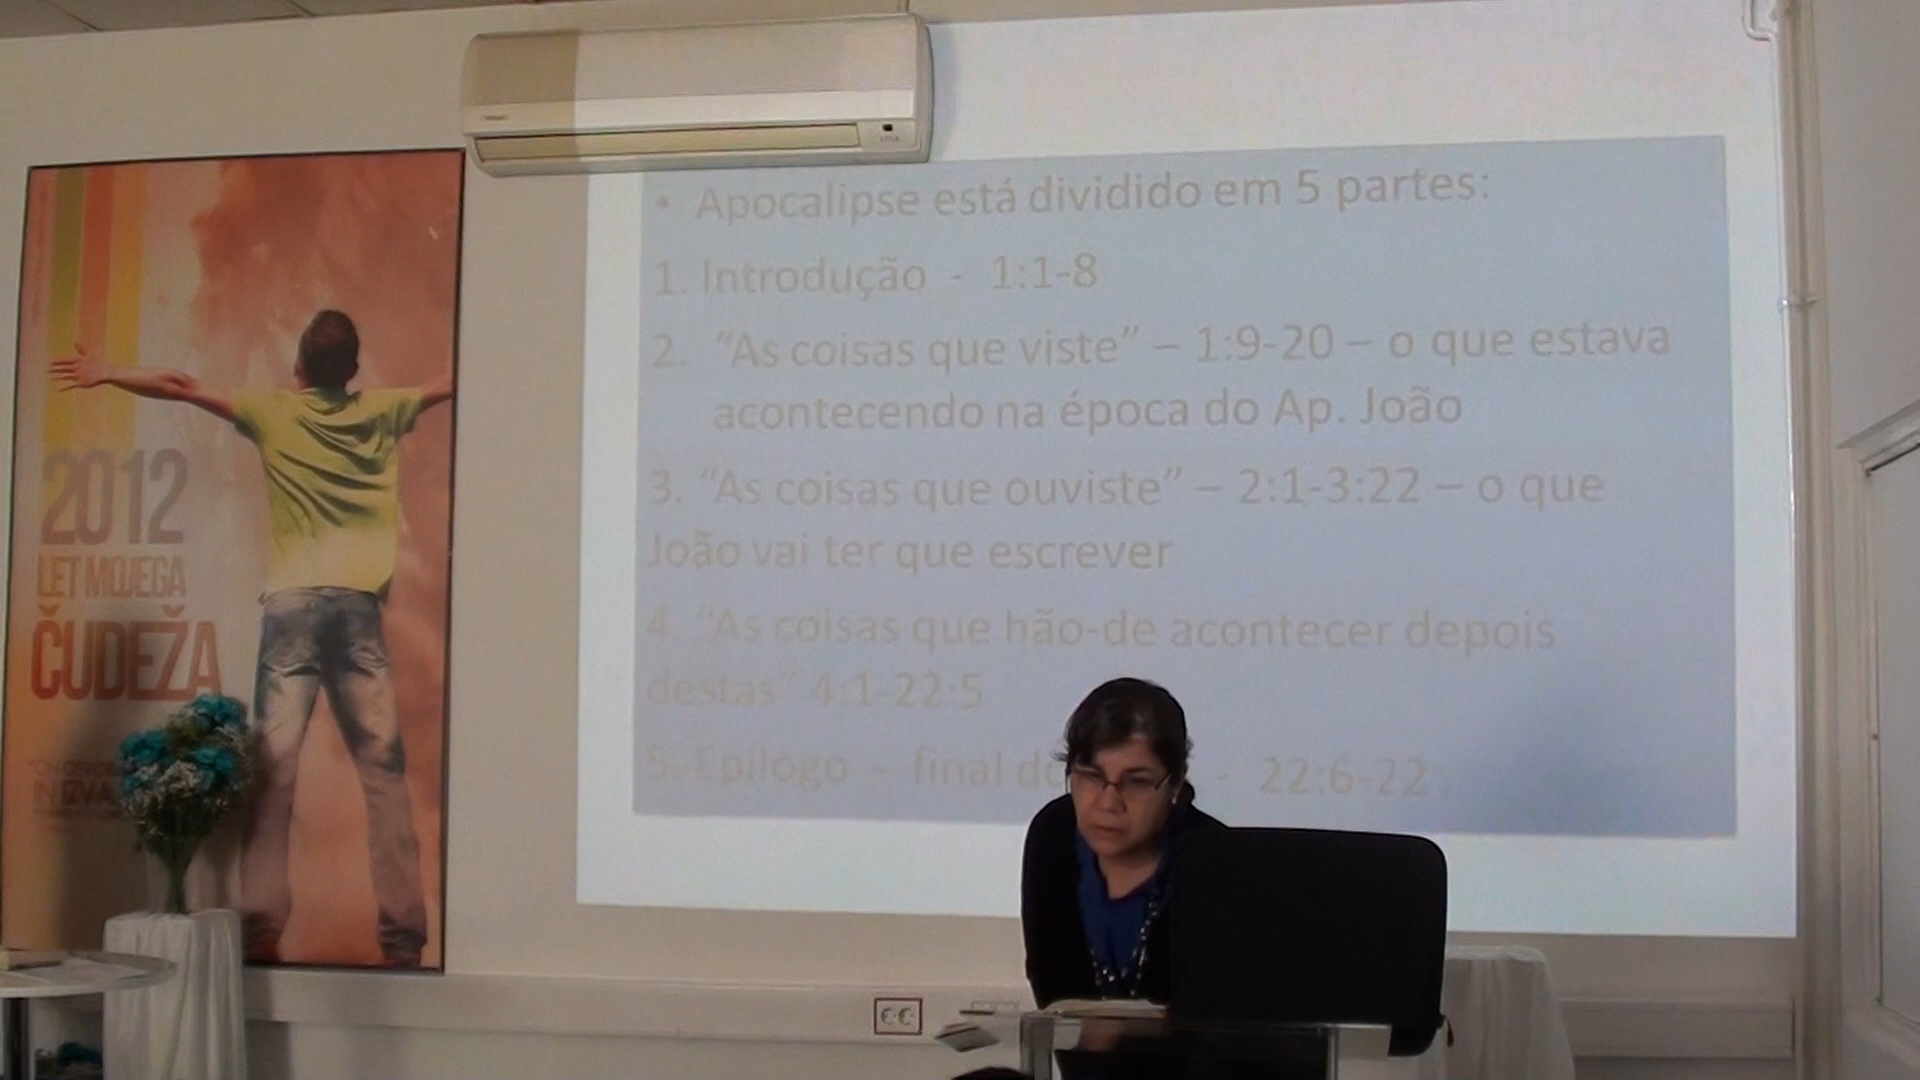 • Apocalipse está dividido em 5 partes:
1. Introdução - 1:1-8
2. “As coisas que viste” – 1:9-20 – o que estava
acontecendo na época do Ap. João
3. “As coisas que ouviste” – 2:1-3:22 – o que
João vai ter que escrever
4. “As coisas que hão-de acontecer depois
destas” 4:1-22:5
5. Epílogo - final do - 22:6-22
2012
LET MOJEGA
ČUDEŽA